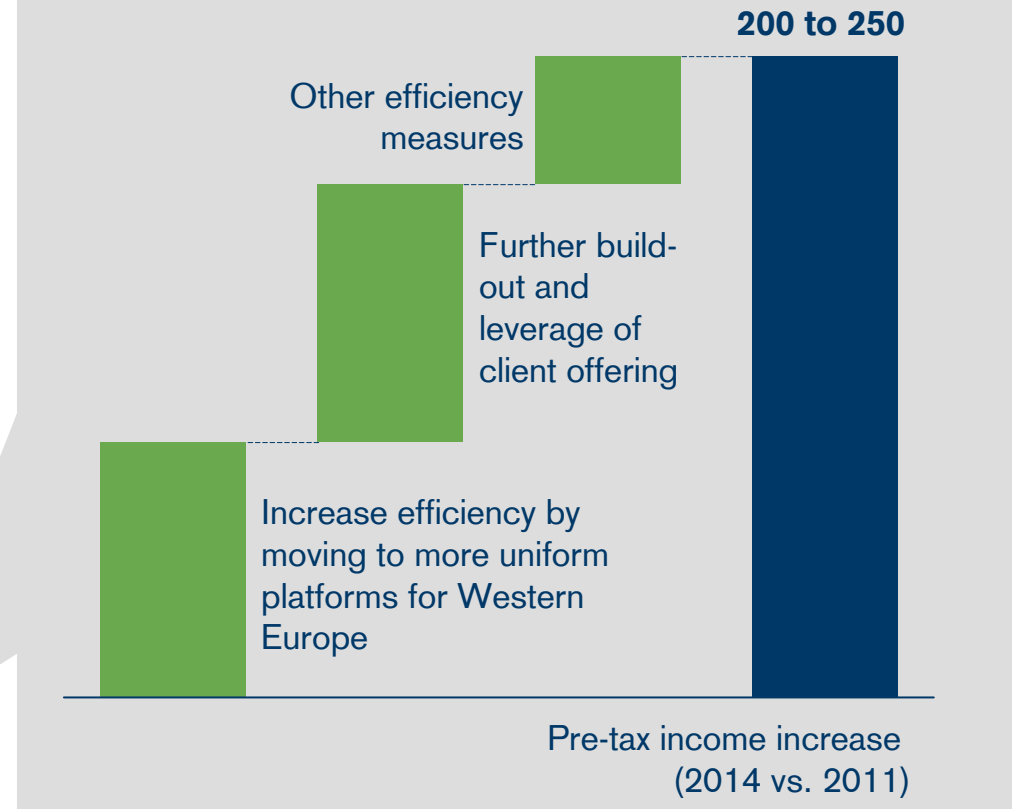 200 to 250
Other efficiency
measures
Further build-
out and
leverage of
client offering
Increase efficiency by
moving to more uniform
platforms for Western
Europe
Pre-tax income increase
(2014 vs. 2011)